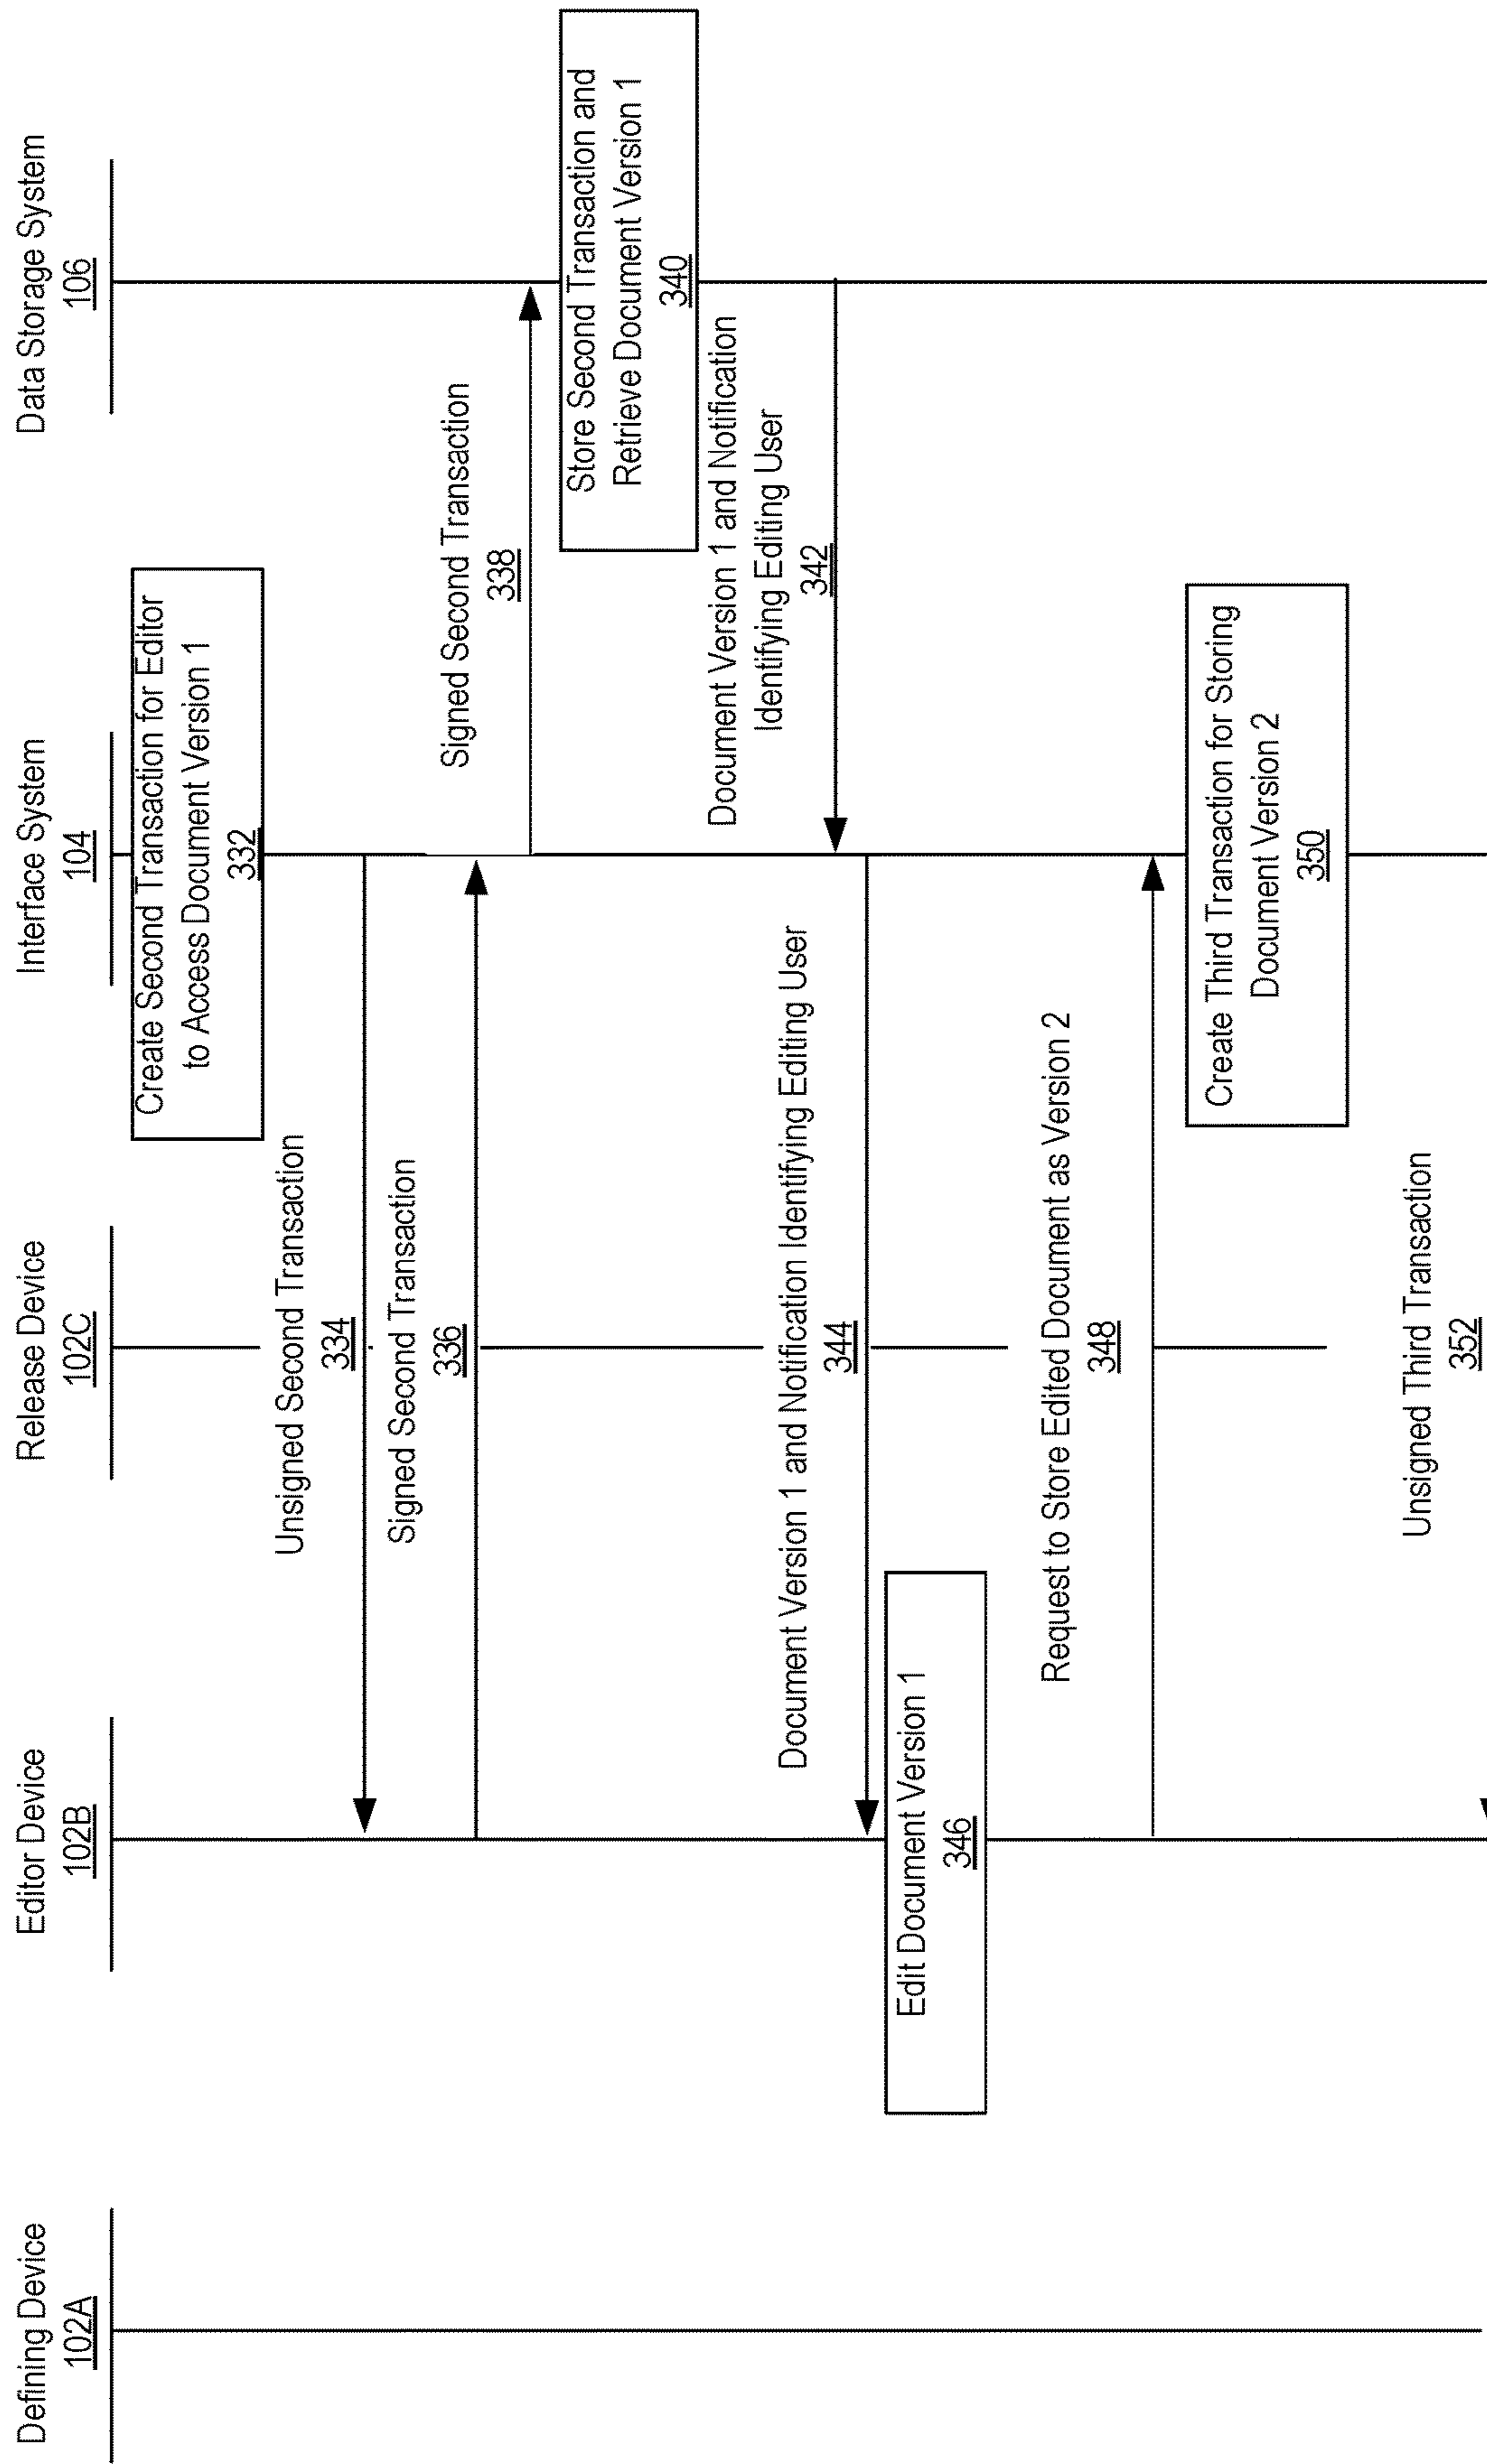 Defining Device
102A
Editor Device
102B
Release Device
102C
Interface System
104
Data Storage System
106
Create Second Transaction for Editor
to Access Document Version 1
332
Unsigned Second Transaction
334
Signed Second Transaction
336
Signed Second Transaction
338
Store Second Transaction and
Retrieve Document Version 1
340
Document Version 1 and Notification
Identifying Editing User
342
Document Version 1 and Notification Identifying Editing User
344
Edit Document Version 1
346
Request to Store Edited Document as Version 2
348
Create Third Transaction for Storing
Document Version 2
350
Unsigned Third Transaction
352